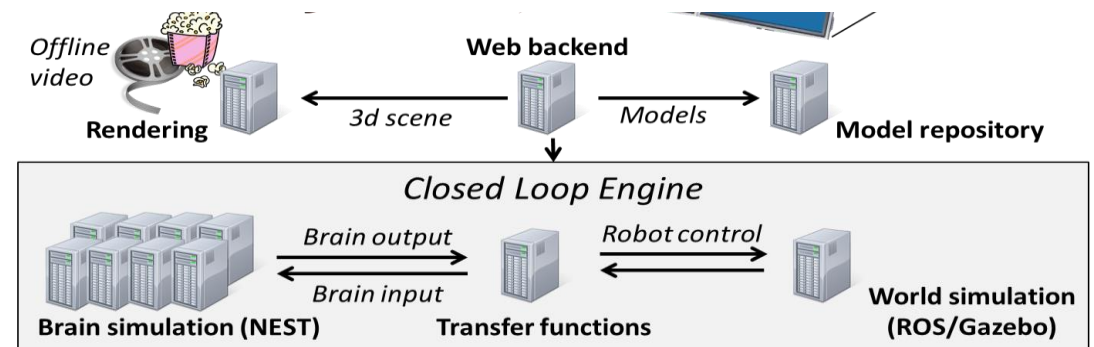 Offline
video
Web backend
3d scene
Models
Rendering
Model repository
Closed Loop Engine
Brain output
Robot control
Brain input
World simulation
(ROS/Gazebo)
Brain simulation (NEST)
Transfer functions